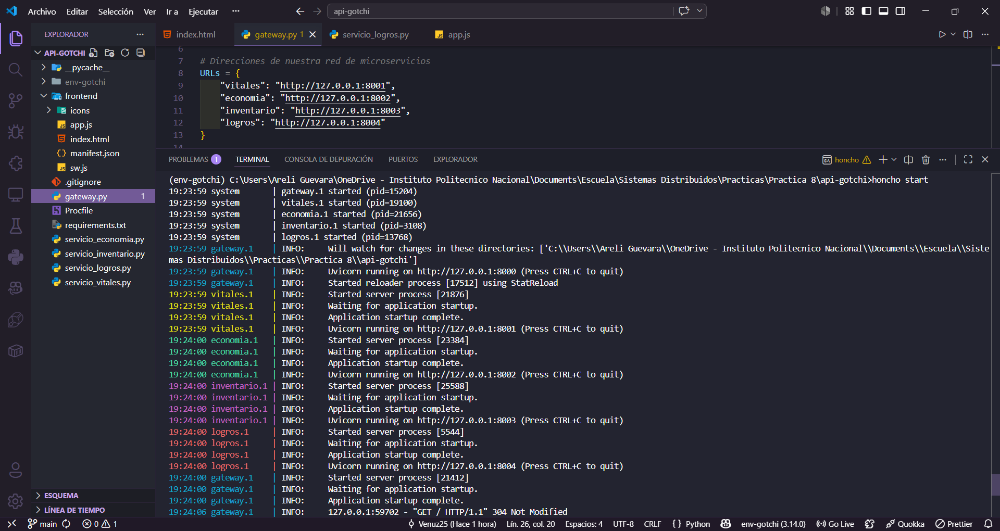 Archivo Editar Selección Ver Ir a Ejecutar ··· api-gotchi
EXPLORADOR ···
API-GOTCHI
__pycache__
env-gotchi
frontend
icons
app.js
index.html
manifest.json
sw.js
.gitignore
gateway.py 1
Procfile
requirements.txt
servicio_economia.py
servicio_inventario.py
servicio_logros.py
servicio_vitales.py
ESQUEMA
LÍNEA DE TIEMPO
index.html gateway.py 1 servicio_logros.py app.js
6
7 # Direcciones de nuestra red de microservicios
8 URLs = {
9 "vitales": "http://127.0.0.1:8001",
10 "economia": "http://127.0.0.1:8002",
11 "inventario": "http://127.0.0.1:8003",
12 "logros": "http://127.0.0.1:8004"
13 }
14
PROBLEMAS 1 TERMINAL CONSOLA DE DEPURACIÓN PUERTOS EXPLORADOR honcho
(env-gotchi) C:\Users\Areli Guevara\OneDrive - Instituto Politecnico Nacional\Documents\Escuela\Sistemas Distribuidos\Practicas\Practica 8\api-gotchi>honcho start
19:23:59 system | gateway.1 started (pid=15204)
19:23:59 system | vitales.1 started (pid=19100)
19:23:59 system | economia.1 started (pid=21656)
19:23:59 system | inventario.1 started (pid=3108)
19:23:59 system | logros.1 started (pid=13768)
19:23:59 gateway.1 | INFO: Will watch for changes in these directories: ['C:\\Users\\Areli Guevara\\OneDrive - Instituto Politecnico Nacional\\Documents\\Escuela\\Siste
mas Distribuidos\\Practicas\\Practica 8\\api-gotchi']
19:23:59 gateway.1 | INFO: Uvicorn running on http://127.0.0.1:8000 (Press CTRL+C to quit)
19:23:59 gateway.1 | INFO: Started reloader process [17512] using StatReload
19:23:59 vitales.1 | INFO: Started server process [21876]
19:23:59 vitales.1 | INFO: Waiting for application startup.
19:23:59 vitales.1 | INFO: Application startup complete.
19:23:59 vitales.1 | INFO: Uvicorn running on http://127.0.0.1:8001 (Press CTRL+C to quit)
19:24:00 economia.1 | INFO: Started server process [23384]
19:24:00 economia.1 | INFO: Waiting for application startup.
19:24:00 economia.1 | INFO: Application startup complete.
19:24:00 economia.1 | INFO: Uvicorn running on http://127.0.0.1:8002 (Press CTRL+C to quit)
19:24:00 inventario.1 | INFO: Started server process [25588]
19:24:00 inventario.1 | INFO: Waiting for application startup.
19:24:00 inventario.1 | INFO: Application startup complete.
19:24:00 inventario.1 | INFO: Uvicorn running on http://127.0.0.1:8003 (Press CTRL+C to quit)
19:24:00 logros.1 | INFO: Started server process [5544]
19:24:00 logros.1 | INFO: Waiting for application startup.
19:24:00 logros.1 | INFO: Application startup complete.
19:24:00 logros.1 | INFO: Uvicorn running on http://127.0.0.1:8004 (Press CTRL+C to quit)
19:24:00 gateway.1 | INFO: Started server process [21412]
19:24:00 gateway.1 | INFO: Waiting for application startup.
19:24:00 gateway.1 | INFO: Application startup complete.
19:24:06 gateway.1 | INFO: 127.0.0.1:59702 - "GET / HTTP/1.1" 304 Not Modified
main 0 1 Venuz25 (Hace 1 hora) Lín. 26, col. 20 Espacios: 4 UTF-8 CRLF { } Python env-gotchi (3.14.0) Go Live Quokka Prettier